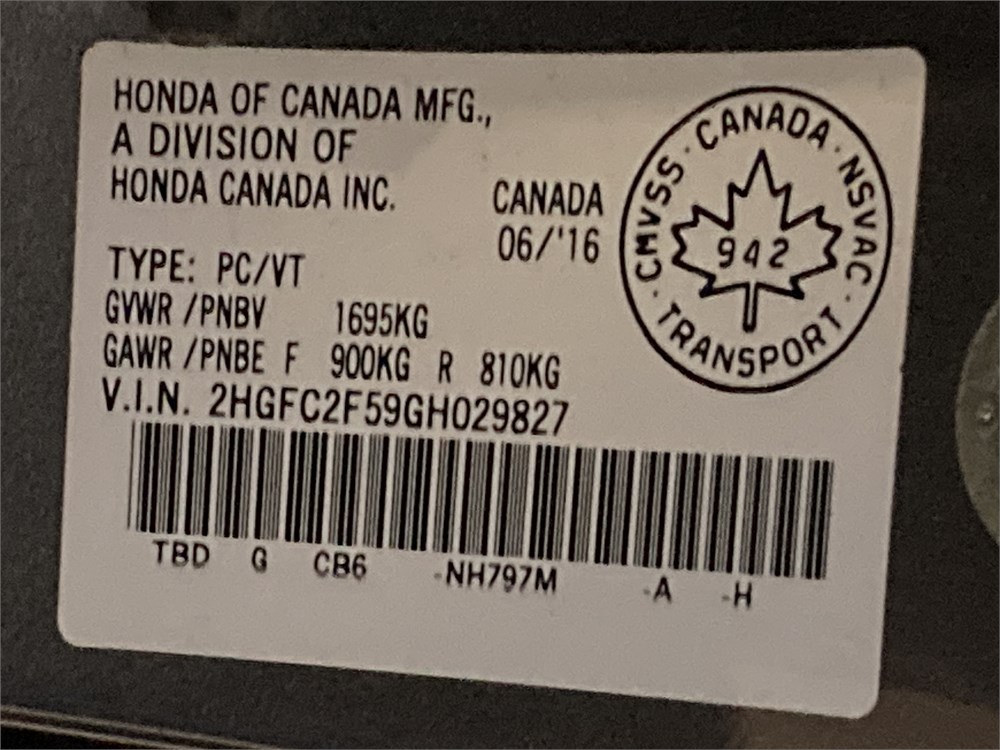 HONDA OF CANADA MFG.,
A DIVISION OF
HONDA CANADA INC.
CANADA
06/'16
CMVSS · CANADA · NSVAC · TRANSPORT ·
942
TYPE: PC/VT
GVWR /PNBV 1695KG
GAWR /PNBE F 900KG R 810KG
V.I.N. 2HGFC2F59GH029827
TBD G CB6 -NH797M -A -H